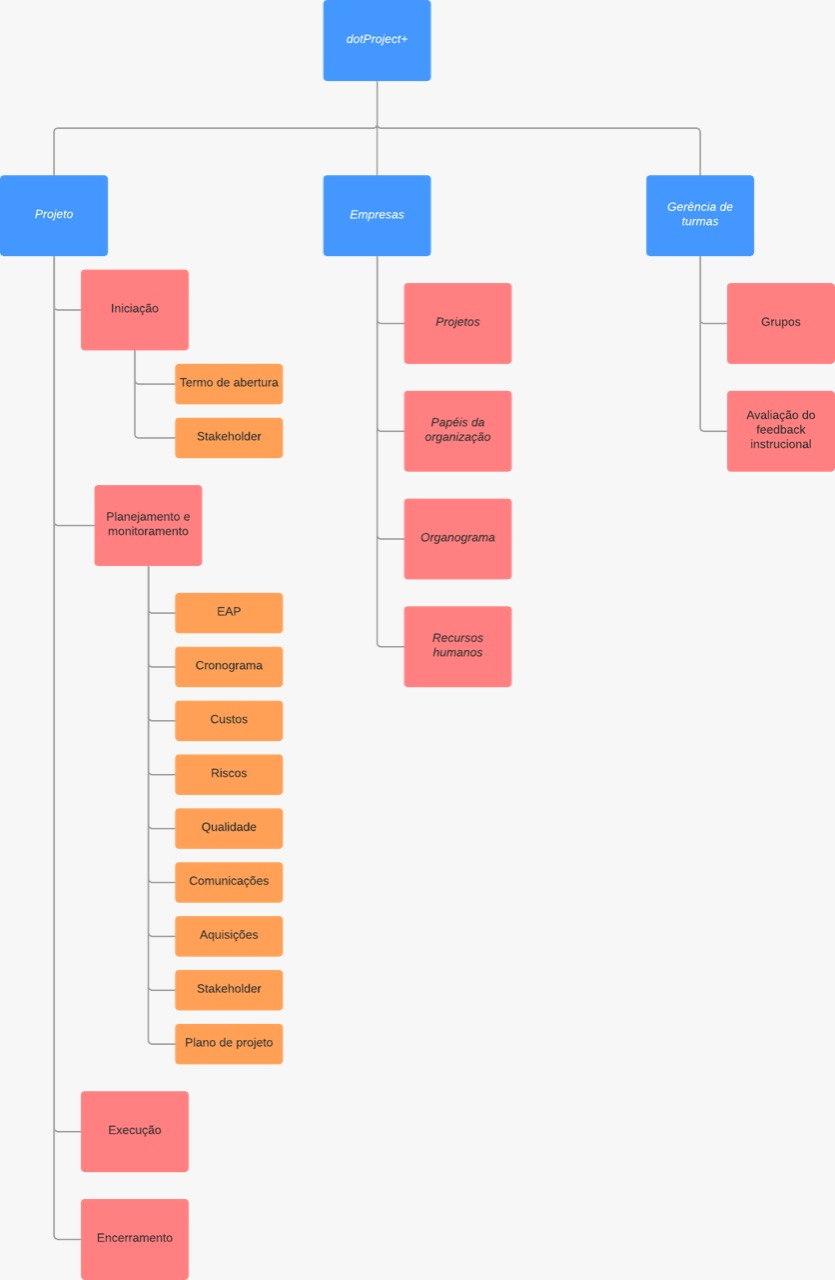 dotProject+
Projeto
Empresas
Gerência de
turmas
Iniciação
Termo de abertura
Stakeholder
Planejamento e
monitoramento
EAP
Cronograma
Custos
Riscos
Qualidade
Comunicações
Aquisições
Stakeholder
Plano de projeto
Execução
Encerramento
Projetos
Papéis da
organização
Organograma
Recursos
humanos
Grupos
Avaliação do
feedback
instrucional